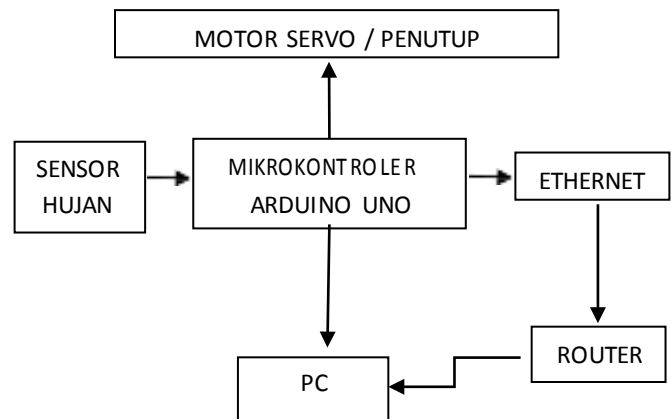 MOTOR SERVO / PENUTUP
SENSOR
HUJAN
MIKROKONTROLER
ARDUINO UNO
ETHERNET
ROUTER
PC